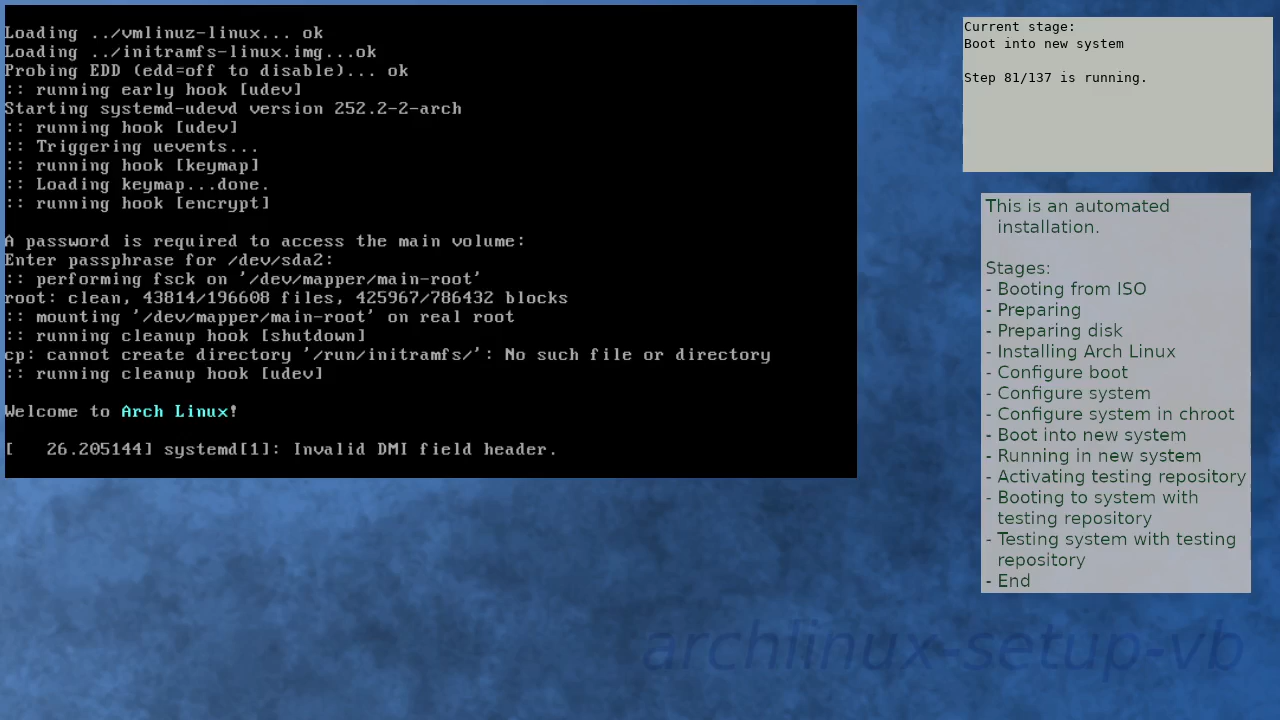 Loading ../vmlinuz-linux... ok
Loading ../initramfs-linux.img...ok
Probing EDD (edd=off to disable)... ok
:: running early hook [udev]
Starting systemd-udevd version 252.2-2-arch
:: running hook [udev]
:: Triggering uevents...
:: running hook [keymap]
:: Loading keymap...done.
:: running hook [encrypt]

A password is required to access the main volume:
Enter passphrase for /dev/sda2:
:: performing fsck on '/dev/mapper/main-root'
root: clean, 43814/196608 files, 425967/786432 blocks
:: mounting '/dev/mapper/main-root' on real root
:: running cleanup hook [shutdown]
cp: cannot create directory '/run/initramfs/': No such file or directory
:: running cleanup hook [udev]

Welcome to Arch Linux!

[   26.205144] systemd[1]: Invalid DMI field header.

Current stage:
Boot into new system

Step 81/137 is running.

This is an automated
installation.

Stages:
- Booting from ISO
- Preparing
- Preparing disk
- Installing Arch Linux
- Configure boot
- Configure system
- Configure system in chroot
- Boot into new system
- Running in new system
- Activating testing repository
- Booting to system with
testing repository
- Testing system with testing
repository
- End

archlinux-setup-vb